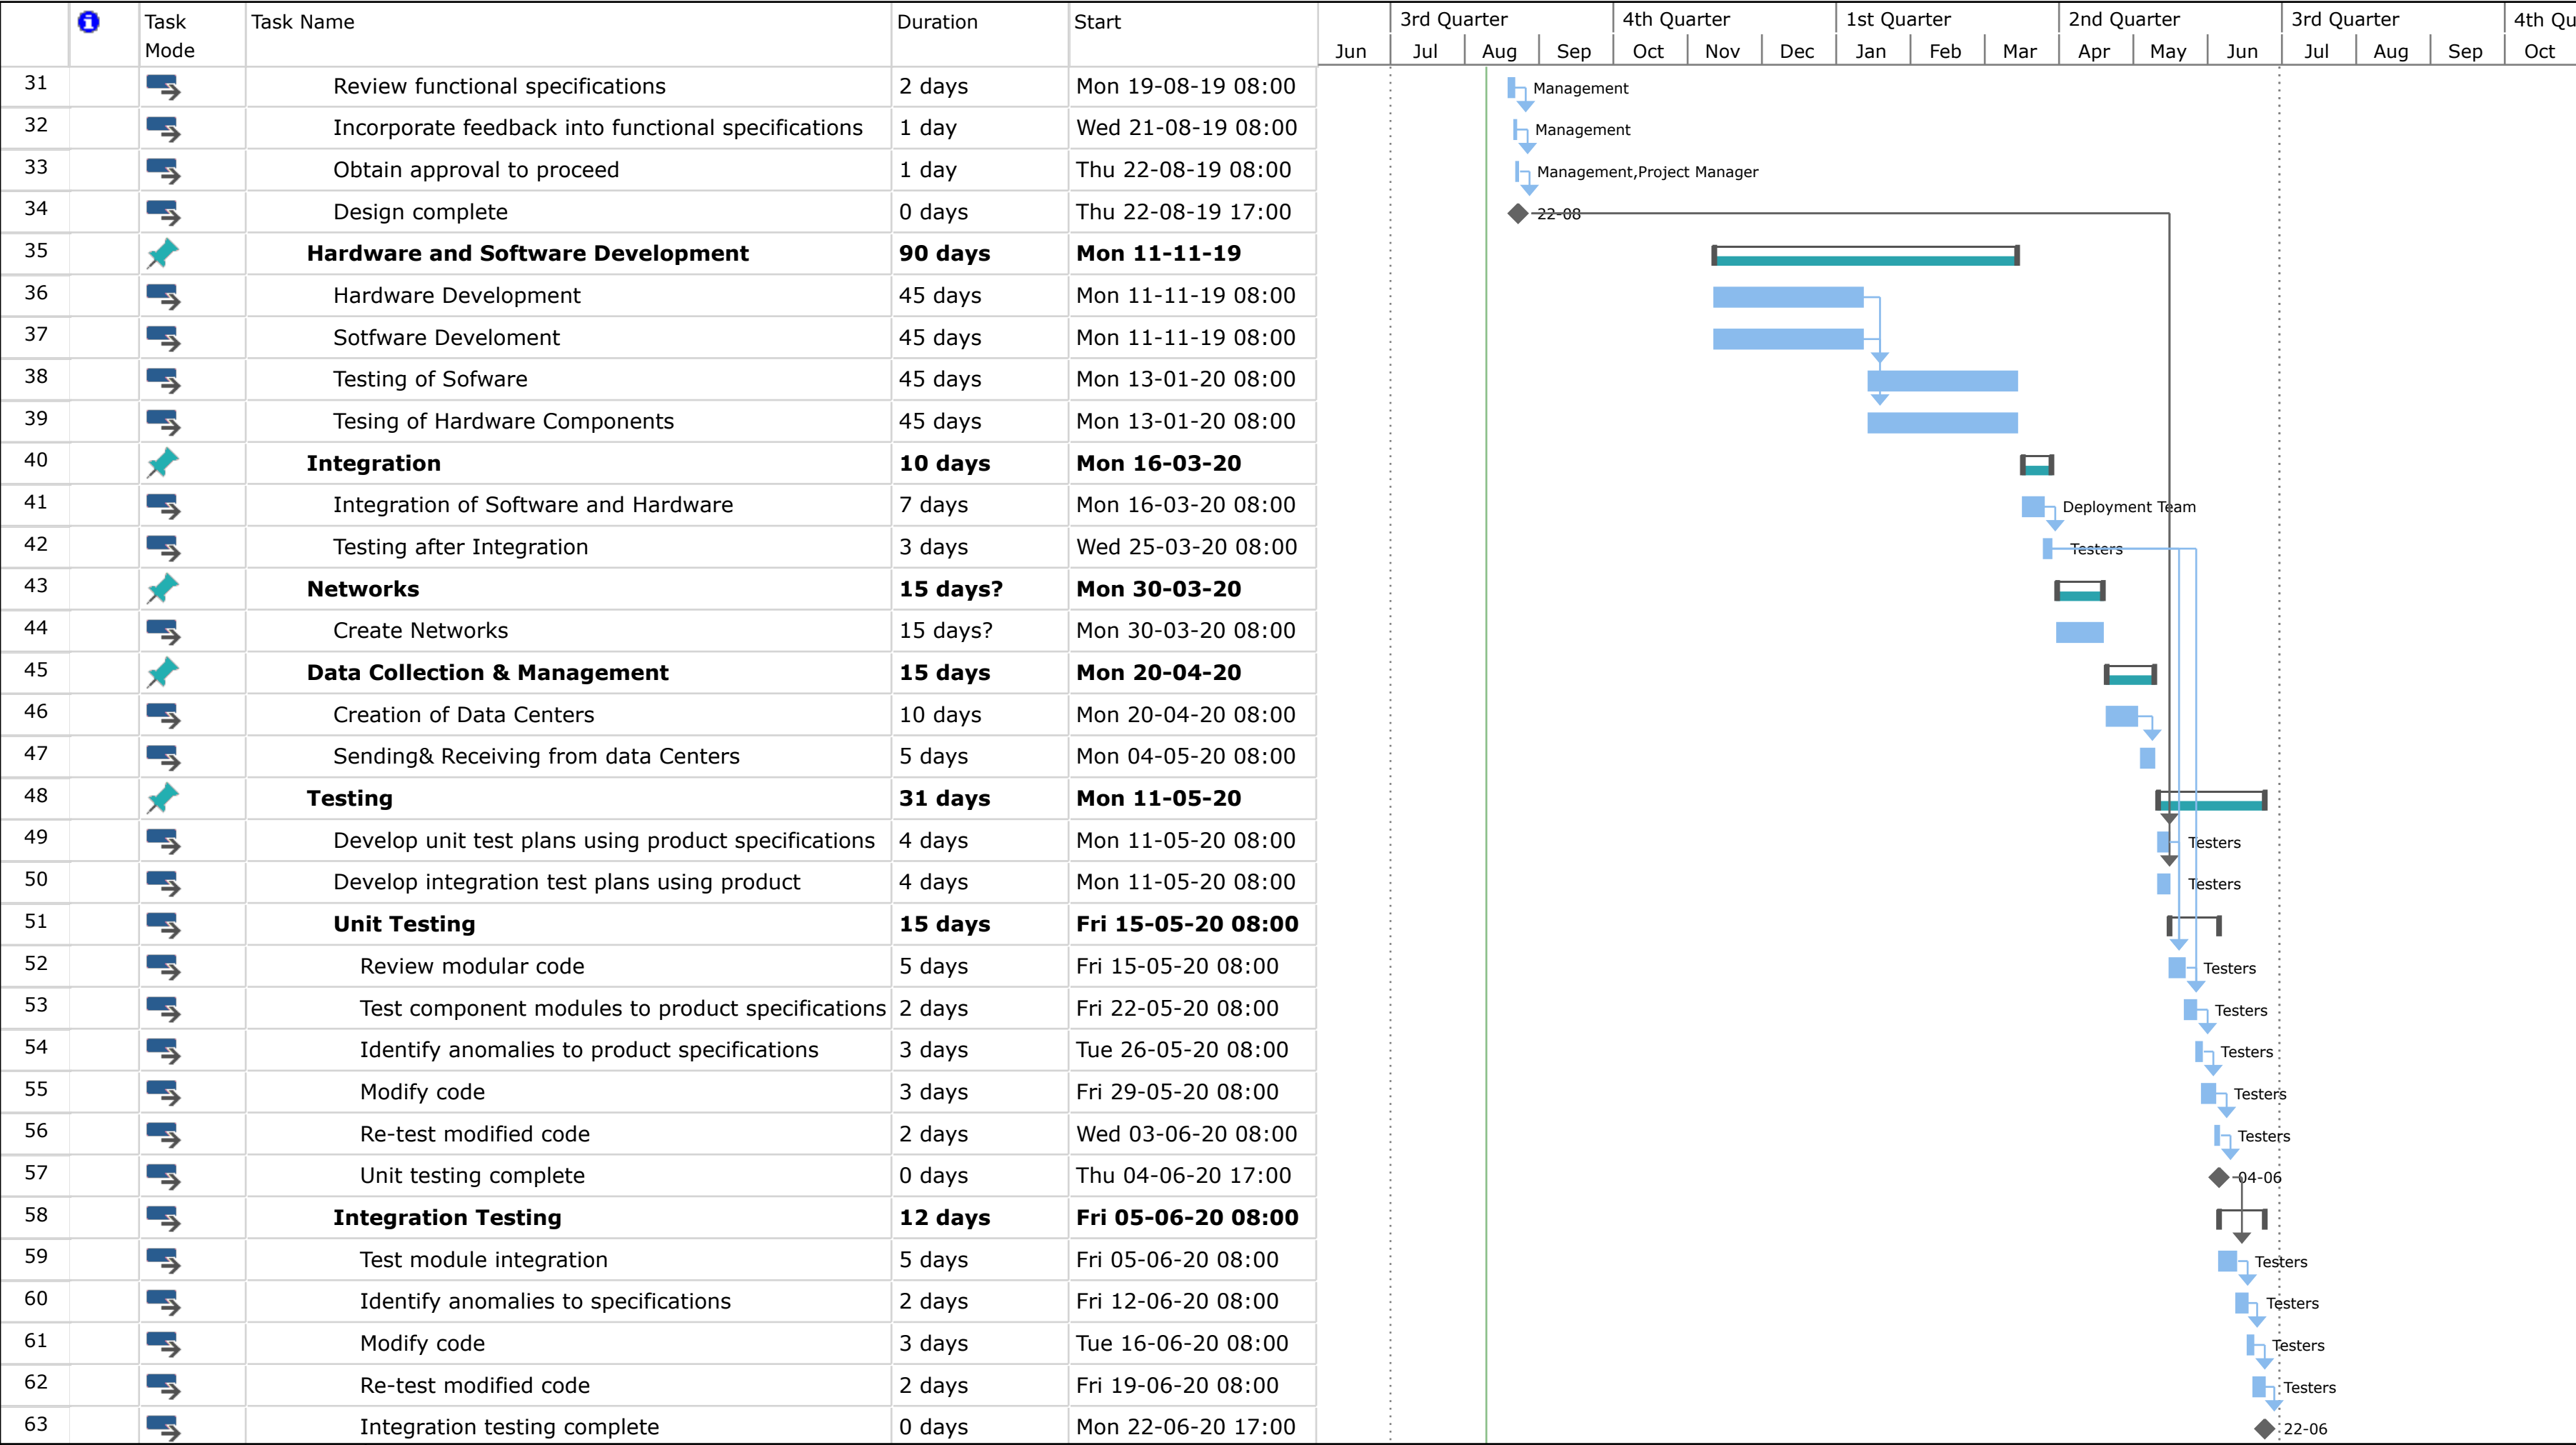 Task Mode Task Name Duration Start
3rd Quarter 4th Quarter 1st Quarter 2nd Quarter 3rd Quarter 4th Qu
Jun Jul Aug Sep Oct Nov Dec Jan Feb Mar Apr May Jun Jul Aug Sep Oct
31 Review functional specifications 2 days Mon 19-08-19 08:00 Management
32 Incorporate feedback into functional specifications 1 day Wed 21-08-19 08:00 Management
33 Obtain approval to proceed 1 day Thu 22-08-19 08:00 Management,Project Manager
34 Design complete 0 days Thu 22-08-19 17:00 22-08
35 Hardware and Software Development 90 days Mon 11-11-19
36 Hardware Development 45 days Mon 11-11-19 08:00
37 Sotfware Develoment 45 days Mon 11-11-19 08:00
38 Testing of Sofware 45 days Mon 13-01-20 08:00
39 Tesing of Hardware Components 45 days Mon 13-01-20 08:00
40 Integration 10 days Mon 16-03-20
41 Integration of Software and Hardware 7 days Mon 16-03-20 08:00 Deployment Team
42 Testing after Integration 3 days Wed 25-03-20 08:00 Testers
43 Networks 15 days? Mon 30-03-20
44 Create Networks 15 days? Mon 30-03-20 08:00
45 Data Collection & Management 15 days Mon 20-04-20
46 Creation of Data Centers 10 days Mon 20-04-20 08:00
47 Sending& Receiving from data Centers 5 days Mon 04-05-20 08:00
48 Testing 31 days Mon 11-05-20
49 Develop unit test plans using product specifications 4 days Mon 11-05-20 08:00 Testers
50 Develop integration test plans using product 4 days Mon 11-05-20 08:00 Testers
51 Unit Testing 15 days Fri 15-05-20 08:00
52 Review modular code 5 days Fri 15-05-20 08:00 Testers
53 Test component modules to product specifications 2 days Fri 22-05-20 08:00 Testers
54 Identify anomalies to product specifications 3 days Tue 26-05-20 08:00 Testers
55 Modify code 3 days Fri 29-05-20 08:00 Testers
56 Re-test modified code 2 days Wed 03-06-20 08:00 Testers
57 Unit testing complete 0 days Thu 04-06-20 17:00 04-06
58 Integration Testing 12 days Fri 05-06-20 08:00
59 Test module integration 5 days Fri 05-06-20 08:00 Testers
60 Identify anomalies to specifications 2 days Fri 12-06-20 08:00 Testers
61 Modify code 3 days Tue 16-06-20 08:00 Testers
62 Re-test modified code 2 days Fri 19-06-20 08:00 Testers
63 Integration testing complete 0 days Mon 22-06-20 17:00 22-06